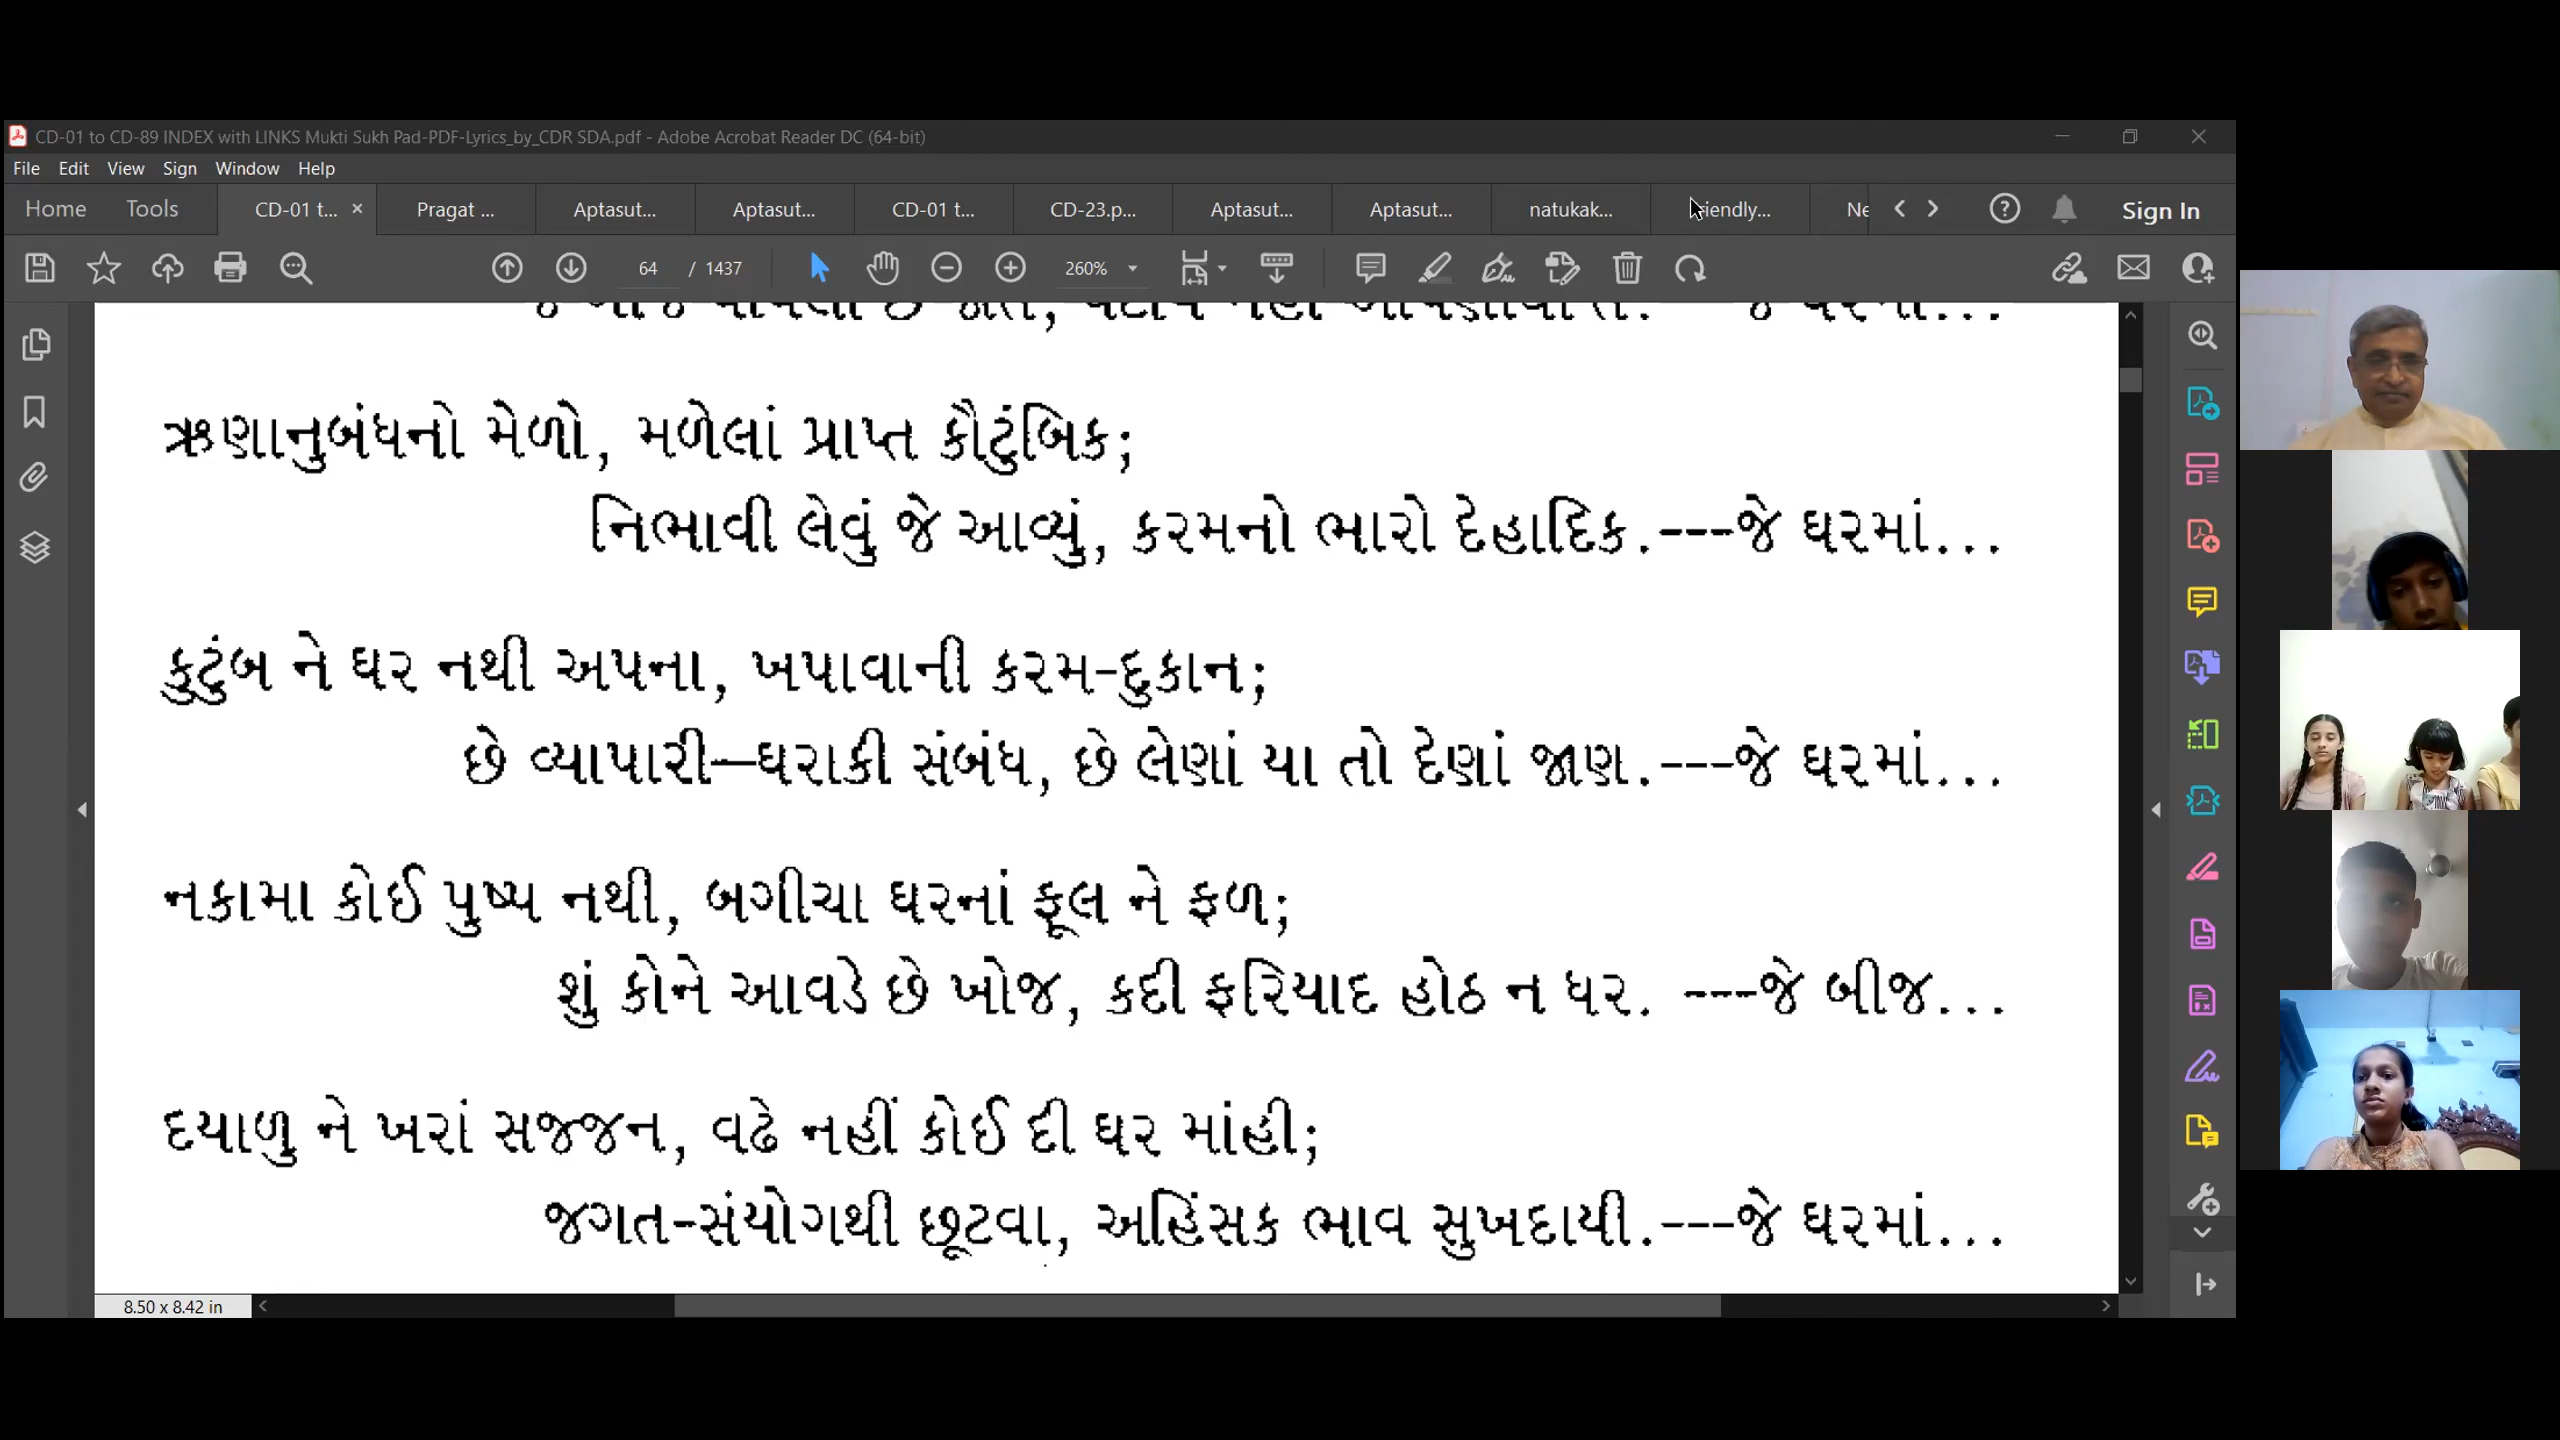 CD-01 to CD-89 INDEX with LINKS Mukti Sukh Pad-PDF-Lyrics_by_CDR SDA.pdf - Adobe Acrobat Reader DC (64-bit)
File Edit View Sign Window Help
Home Tools CD-01 t... × Pragat ... Aptasut... Aptasut... CD-01 t... CD-23.p... Aptasut... Aptasut... natukak... iendly... Ne Sign In
64 / 1437 260%
જે ઘરમાં...
ઋણાનુબંધનો મેળો, મળેલાં પ્રાપ્ત કૌટુંબિક;
નિભાવી લેવું જે આવ્યું, કરમનો ભારો દેહાદિક.---જે ઘરમાં...
કુટુંબ ને ઘર નથી અપના, ખપાવાની કરમ-દુકાન;
છે વ્યાપારી—ઘરાકી સંબંધ, છે લેણાં યા તો દેણાં જાણ.---જે ઘરમાં...
નકામા કોઈ પુષ્પ નથી, બગીચા ઘરનાં ફૂલ ને ફળ;
શું કોને આવડે છે ખોજ, કદી ફરિયાદ હોઠ ન ધર. ---જે બીજ...
દયાળુ ને ખરાં સજ્જન, વઢે નહીં કોઈ દી ઘર માંહી;
જગત-સંયોગથી છૂટવા, અહિંસક ભાવ સુખદાયી.---જે ઘરમાં...
8.50 x 8.42 in